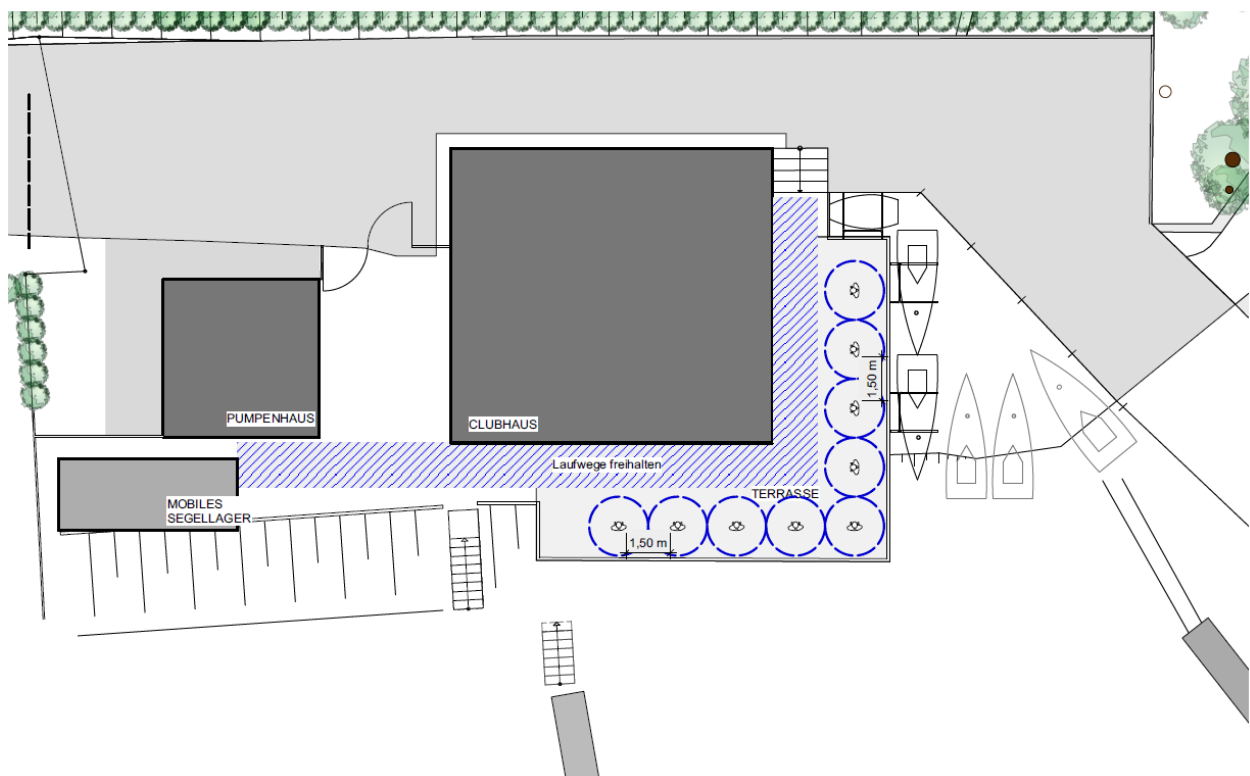 1,50 m
PUMPENHAUS
CLUBHAUS
Laufwege freihalten
TERRASSE
MOBILES
SEGELLAGER
1,50 m